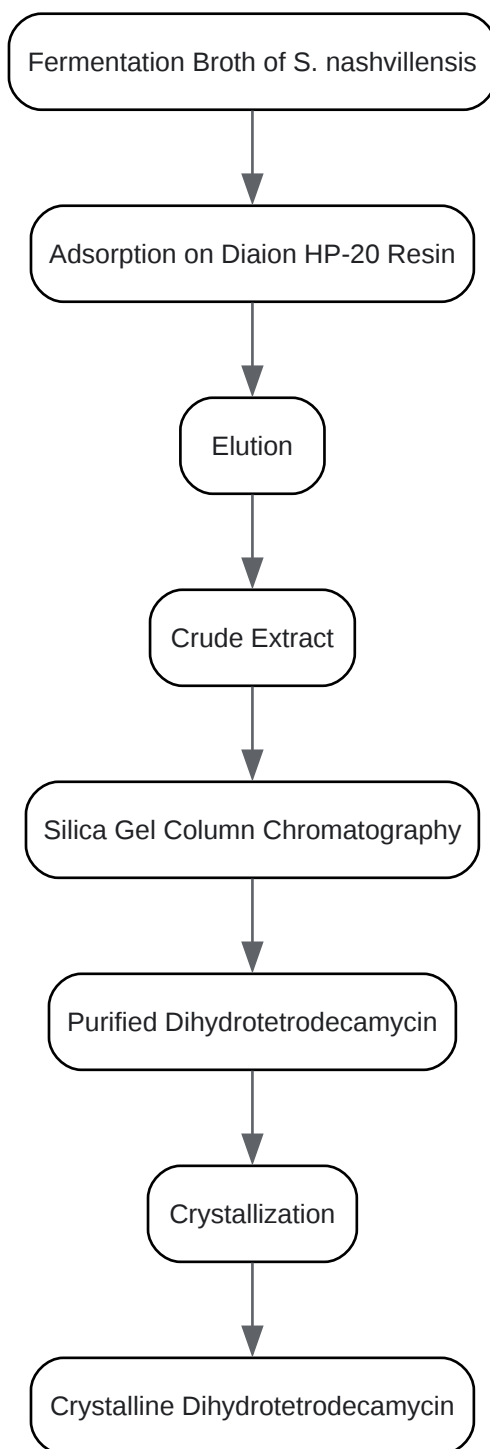 Fermentation Broth of S. nashvillensis
Adsorption on Diaion HP-20 Resin
Elution
Crude Extract
Silica Gel Column Chromatography
Purified Dihydrotetrodecamycin
Crystallization
Crystalline Dihydrotetrodecamycin